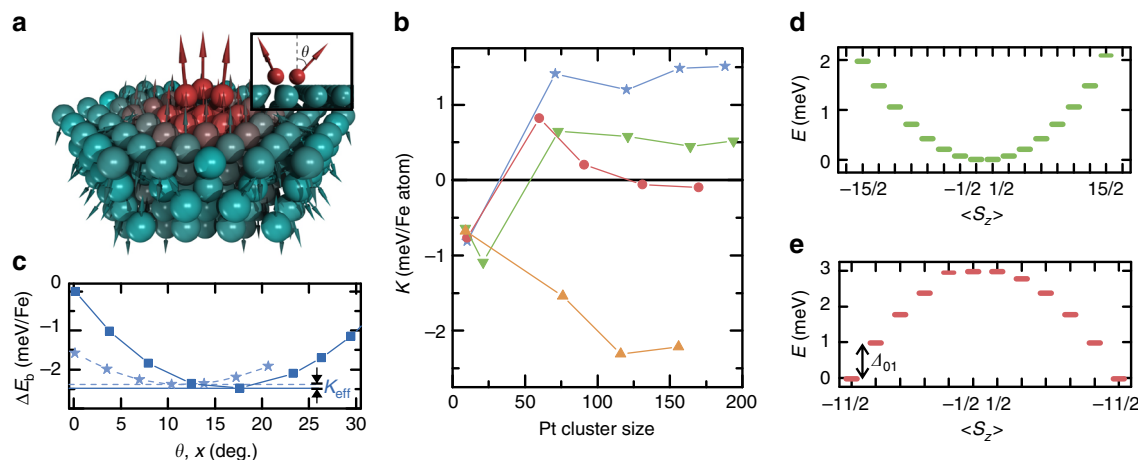 a
θ
b
K (meV/Fe atom)
1
0
−1
−2
0
50
100
150
200
Pt cluster size
c
ΔE_b (meV/Fe)
0
−1
−2
K_eff
0
5
10
15
20
25
30
θ, x (deg.)
d
E (meV)
2
1
0
−15/2
−1/2
1/2
15/2
<S_z>
e
E (meV)
3
2
1
0
Δ_01
−11/2
−1/2
1/2
−11/2
<S_z>